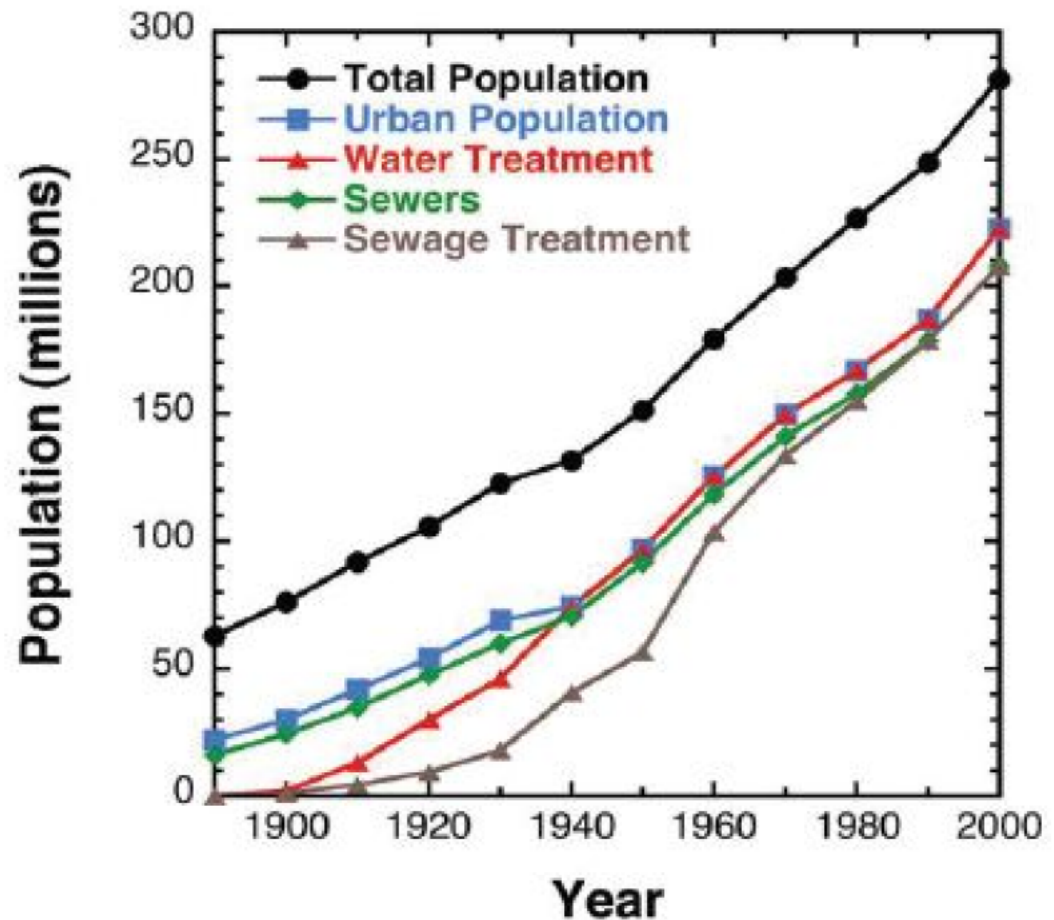 300
250
200
150
100
50
0
Population (millions)
Total Population
Urban Population
Water Treatment
Sewers
Sewage Treatment
1900 1920 1940 1960 1980 2000
Year